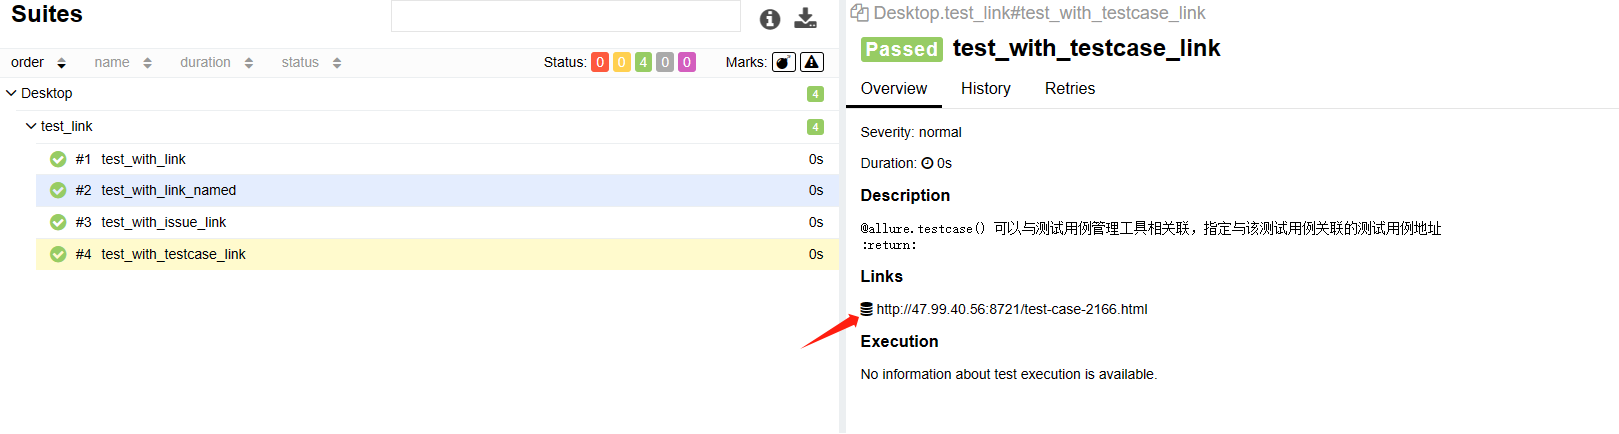 Suites
order name duration status Status: 0 0 4 0 0 Marks:
Desktop 4
test_link 4
#1 test_with_link 0s
#2 test_with_link_named 0s
#3 test_with_issue_link 0s
#4 test_with_testcase_link 0s
Desktop.test_link#test_with_testcase_link
Passed test_with_testcase_link
Overview History Retries
Severity: normal
Duration: 0s
Description
@allure.testcase() 可以与测试用例管理工具相关联，指定与该测试用例关联的测试用例地址
:return:
Links
http://47.99.40.56:8721/test-case-2166.html
Execution
No information about test execution is available.